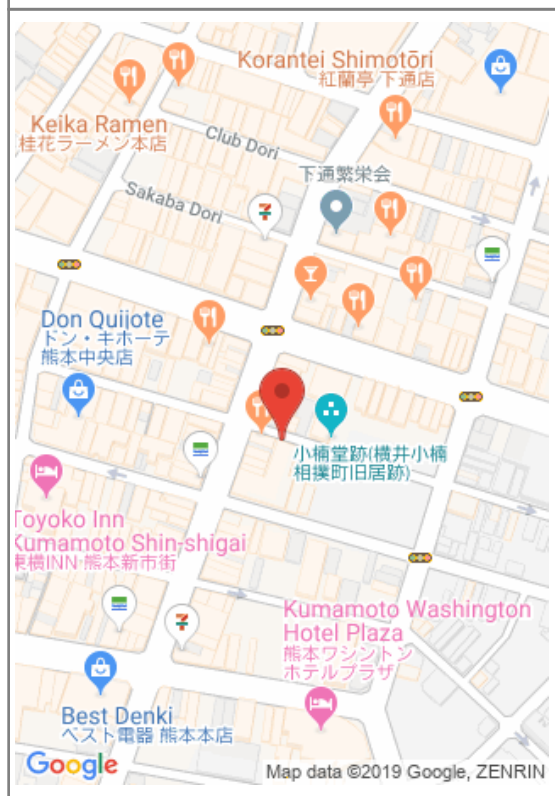 Korantei Shimotōri
紅蘭亭 下通店
Keika Ramen
桂花ラーメン本店
Club Dori
下通繁栄会
Sakaba Dori
Don Quijote
ドン・キホーテ
熊本中央店
小楠堂跡(横井小楠
相撲町旧居跡)
Toyoko Inn
Kumamoto Shin-shigai
東横INN 熊本新市街
Kumamoto Washington
Hotel Plaza
熊本ワシントン
ホテルプラザ
Best Denki
ベスト電器 熊本本店
Google
Map data ©2019 Google, ZENRIN